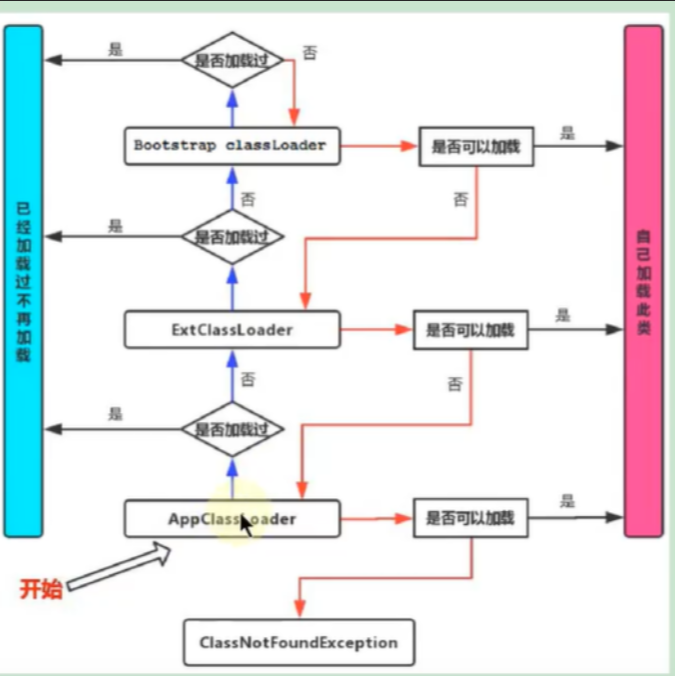 是
是否加载过
否
Bootstrap classLoader
是否可以加载
是
否
否
是
是否加载过
已经加载过不再加载
自己加载此类
ExtClassLoader
是否可以加载
是
否
否
是
是否加载过
AppClassLoader
是否可以加载
是
开始
ClassNotFoundException